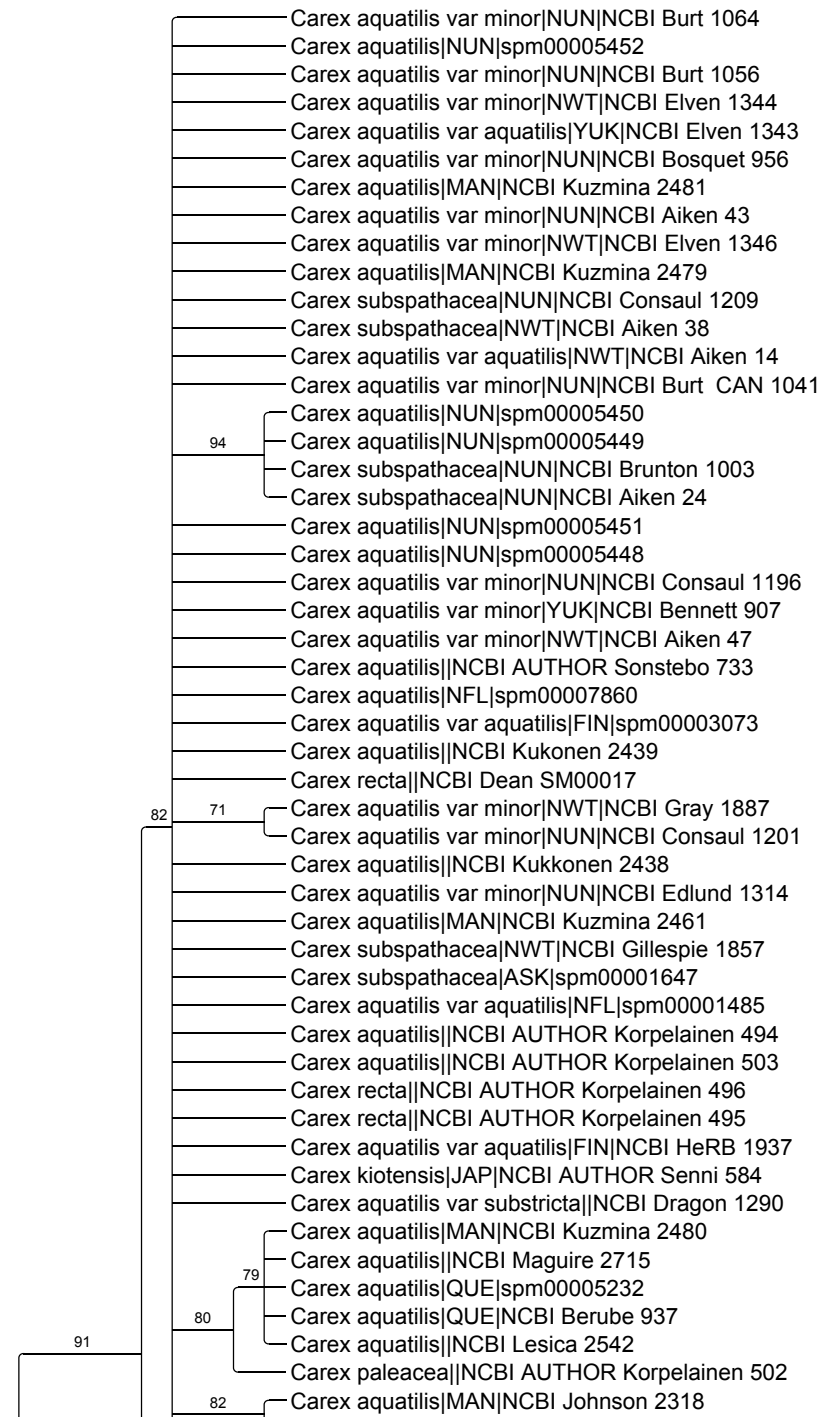 Carex aquatilis var minor|NUN|NCBI Burt 1064
Carex aquatilis|NUN|spm00005452
Carex aquatilis var minor|NUN|NCBI Burt 1056
Carex aquatilis var minor|NWT|NCBI Elven 1344
Carex aquatilis var aquatilis|YUK|NCBI Elven 1343
Carex aquatilis var minor|NUN|NCBI Bosquet 956
Carex aquatilis|MAN|NCBI Kuzmina 2481
Carex aquatilis var minor|NUN|NCBI Aiken 43
Carex aquatilis var minor|NWT|NCBI Elven 1346
Carex aquatilis|MAN|NCBI Kuzmina 2479
Carex subspathacea|NUN|NCBI Consaul 1209
Carex subspathacea|NWT|NCBI Aiken 38
Carex aquatilis var aquatilis|NWT|NCBI Aiken 14
Carex aquatilis var minor|NUN|NCBI Burt  CAN 1041
Carex aquatilis|NUN|spm00005450
94 Carex aquatilis|NUN|spm00005449
Carex subspathacea|NUN|NCBI Brunton 1003
Carex subspathacea|NUN|NCBI Aiken 24
Carex aquatilis|NUN|spm00005451
Carex aquatilis|NUN|spm00005448
Carex aquatilis var minor|NUN|NCBI Consaul 1196
Carex aquatilis var minor|YUK|NCBI Bennett 907
Carex aquatilis var minor|NWT|NCBI Aiken 47
Carex aquatilis||NCBI AUTHOR Sonstebo 733
Carex aquatilis|NFL|spm00007860
Carex aquatilis var aquatilis|FIN|spm00003073
Carex aquatilis||NCBI Kukonen 2439
Carex recta||NCBI Dean SM00017
82 71 Carex aquatilis var minor|NWT|NCBI Gray 1887
Carex aquatilis var minor|NUN|NCBI Consaul 1201
Carex aquatilis||NCBI Kukkonen 2438
Carex aquatilis var minor|NUN|NCBI Edlund 1314
Carex aquatilis|MAN|NCBI Kuzmina 2461
Carex subspathacea|NWT|NCBI Gillespie 1857
Carex subspathacea|ASK|spm00001647
Carex aquatilis var aquatilis|NFL|spm00001485
Carex aquatilis||NCBI AUTHOR Korpelainen 494
Carex aquatilis||NCBI AUTHOR Korpelainen 503
Carex recta||NCBI AUTHOR Korpelainen 496
Carex recta||NCBI AUTHOR Korpelainen 495
Carex aquatilis var aquatilis|FIN|NCBI HeRB 1937
Carex kiotensis|JAP|NCBI AUTHOR Senni 584
Carex aquatilis var substricta||NCBI Dragon 1290
Carex aquatilis|MAN|NCBI Kuzmina 2480
Carex aquatilis||NCBI Maguire 2715
79 Carex aquatilis|QUE|spm00005232
80 Carex aquatilis|QUE|NCBI Berube 937
91 Carex aquatilis||NCBI Lesica 2542
Carex paleacea||NCBI AUTHOR Korpelainen 502
82 Carex aquatilis|MAN|NCBI Johnson 2318